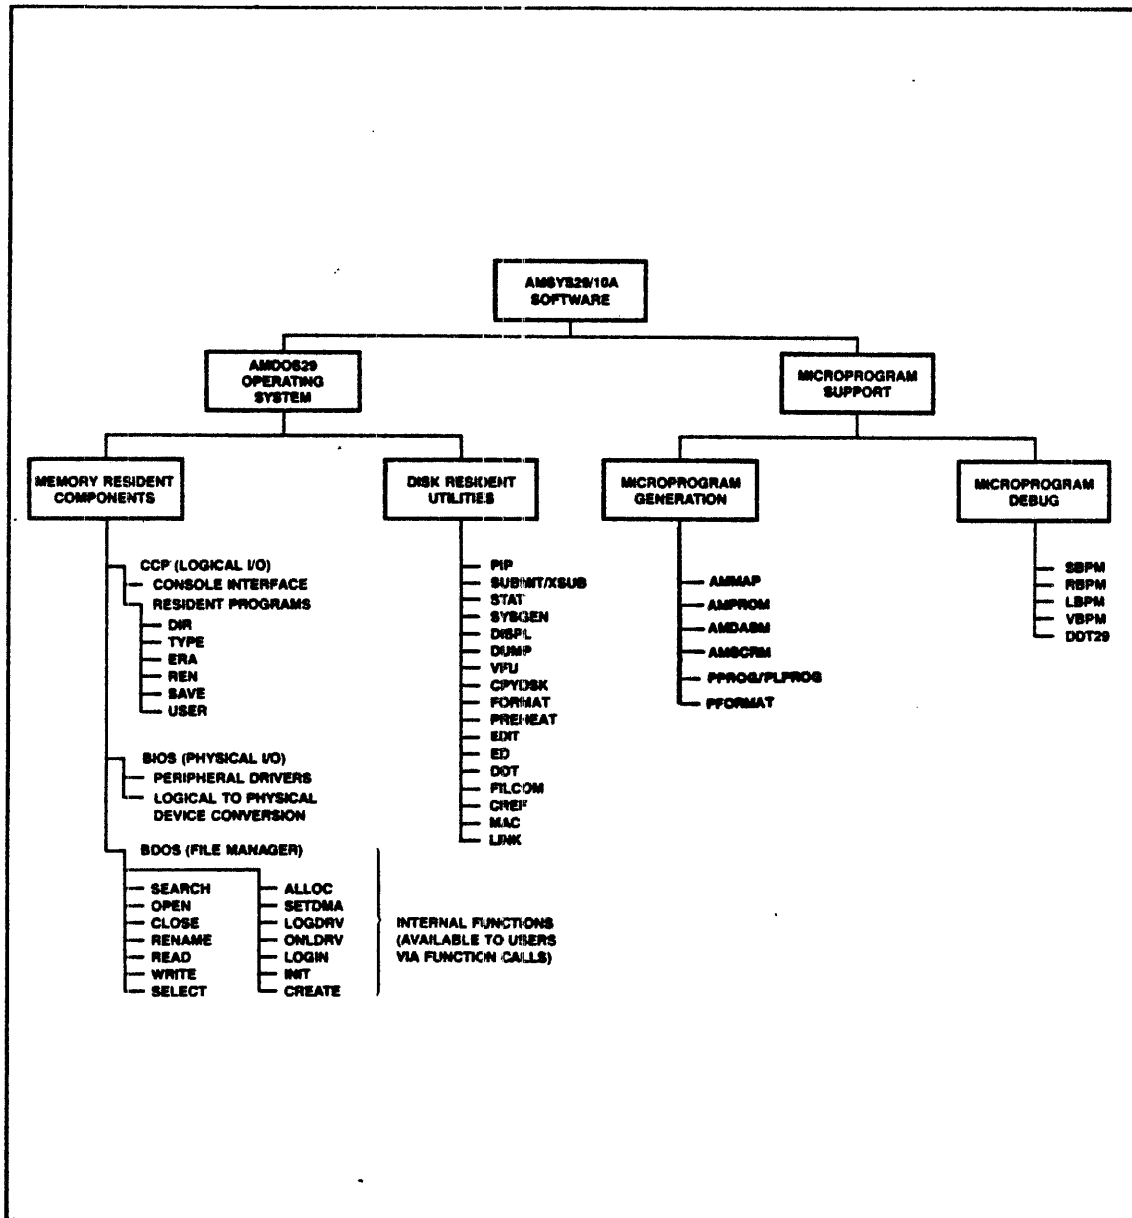 AMSYS29/10A
SOFTWARE
AMDOS29
OPERATING
SYSTEM
MICROPROGRAM
SUPPORT
MEMORY RESIDENT
COMPONENTS
DISK RESIDENT
UTILITIES
MICROPROGRAM
GENERATION
MICROPROGRAM
DEBUG
CCP (LOGICAL I/O)
CONSOLE INTERFACE
RESIDENT PROGRAMS
DIR
TYPE
ERA
REN
SAVE
USER
BIOS (PHYSICAL I/O)
PERIPHERAL DRIVERS
LOGICAL TO PHYSICAL
DEVICE CONVERSION
BDOS (FILE MANAGER)
SEARCH
OPEN
CLOSE
RENAME
READ
WRITE
SELECT
ALLOC
SETDMA
LOGDRV
ONLDRV
LOGIN
INIT
CREATE
INTERNAL FUNCTIONS
(AVAILABLE TO USERS
VIA FUNCTION CALLS)
PIP
SUBMIT/XSUB
STAT
SYSGEN
DISPL
DUMP
VFU
CPYDSK
FORMAT
PREHEAT
EDIT
ED
DDT
FILCOM
CREF
MAC
LINK
AMMAP
AMPROM
AMDASM
AMSCRM
PPROG/PLPROG
PFORMAT
SBPM
RBPM
LBPM
VBPM
DDT29